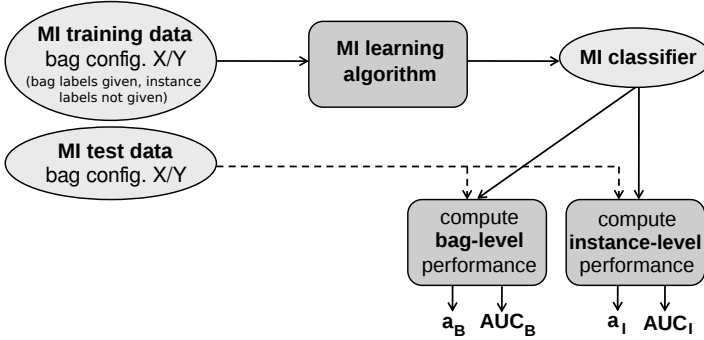 MI training data
bag config. X/Y
(bag labels given, instance
labels not given)
MI learning
algorithm
MI classifier
MI test data
bag config. X/Y
compute
bag-level
performance
compute
instance-level
performance
a_B AUC_B
a_I AUC_I